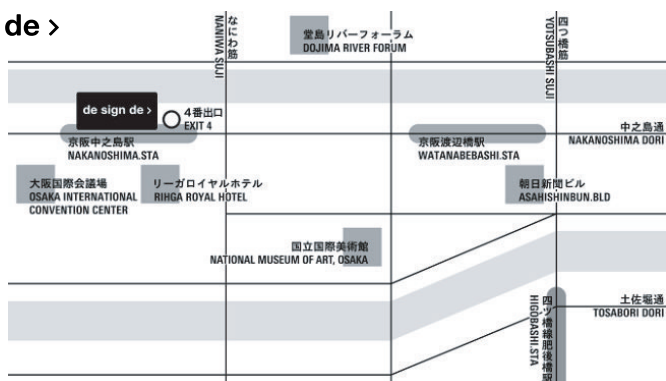 de >
なにわ筋
NANIWA SUJI
堂島リバーフォーラム
DOJIMA RIVER FORUM
四つ橋筋
YOTSUBASHI SUJI
de sign de >
4番出口
EXIT 4
京阪中之島駅
NAKANOSHIMA.STA
京阪渡辺橋駅
WATANABEBASHI.STA
中之島通
NAKANOSHIMA DORI
大阪国際会議場
OSAKA INTERNATIONAL
CONVENTION CENTER
リーガロイヤルホテル
RIHGA ROYAL HOTEL
朝日新聞ビル
ASAHISHINBUN.BLD
国立国際美術館
NATIONAL MUSEUM OF ART, OSAKA
四ツ橋線肥後橋駅
HIGOBASHI.STA
土佐堀通
TOSABORI DORI